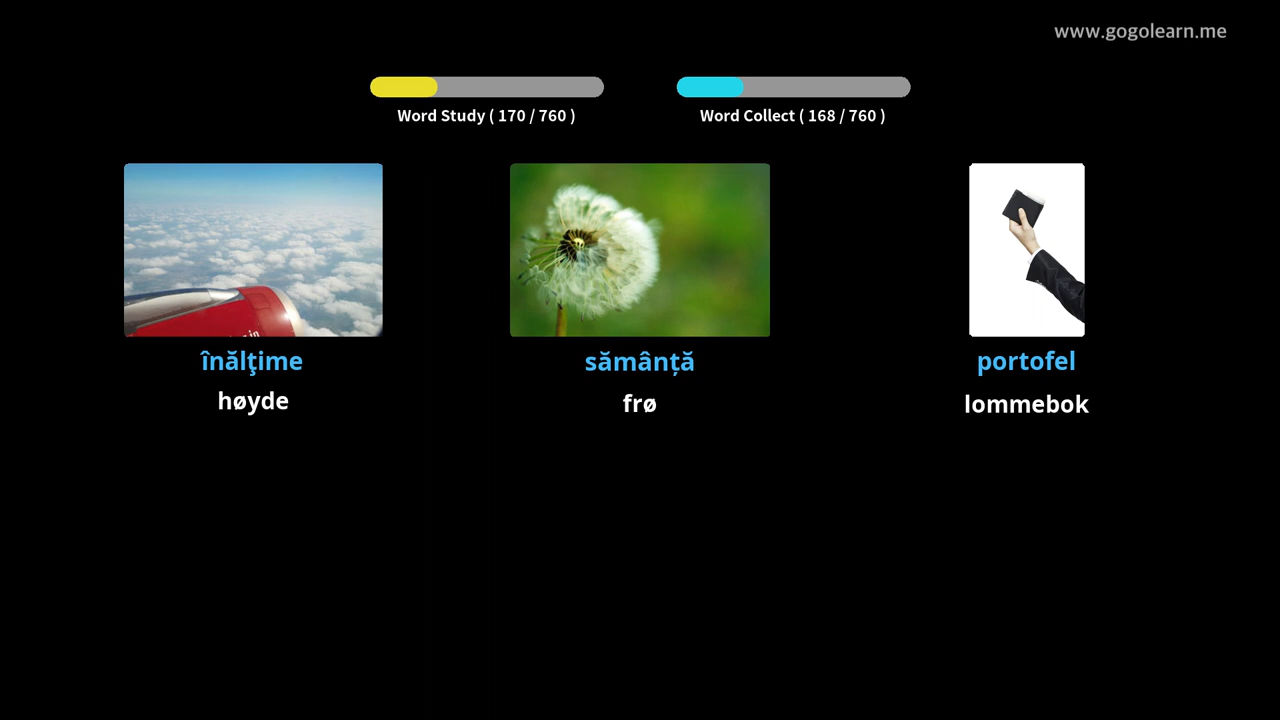 www.gogolearn.me
Word Study ( 170 / 760 )
Word Collect ( 168 / 760 )
înălţime
sămânță
portofel
høyde
frø
lommebok